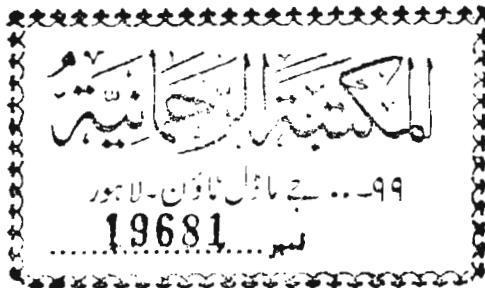 المكتبة الرحمانية
۹۹۔.. جے ماڈل ٹاؤن۔ لاہور
نمبر....19681....